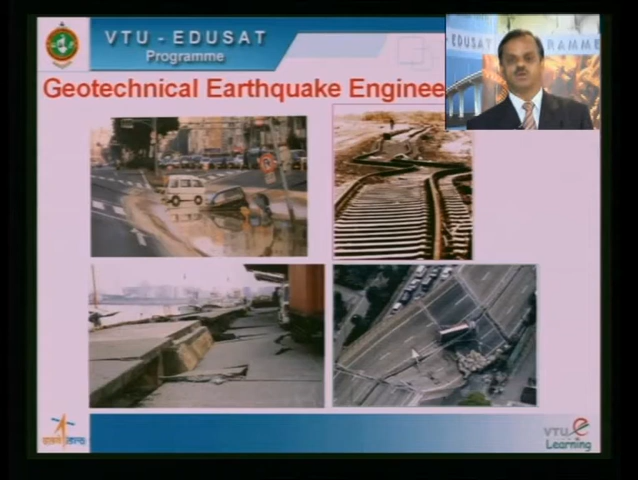 VTU - EDUSAT
Programme
Geotechnical Earthquake Enginee
EDUSAT
RAMME
VTU e
Learning